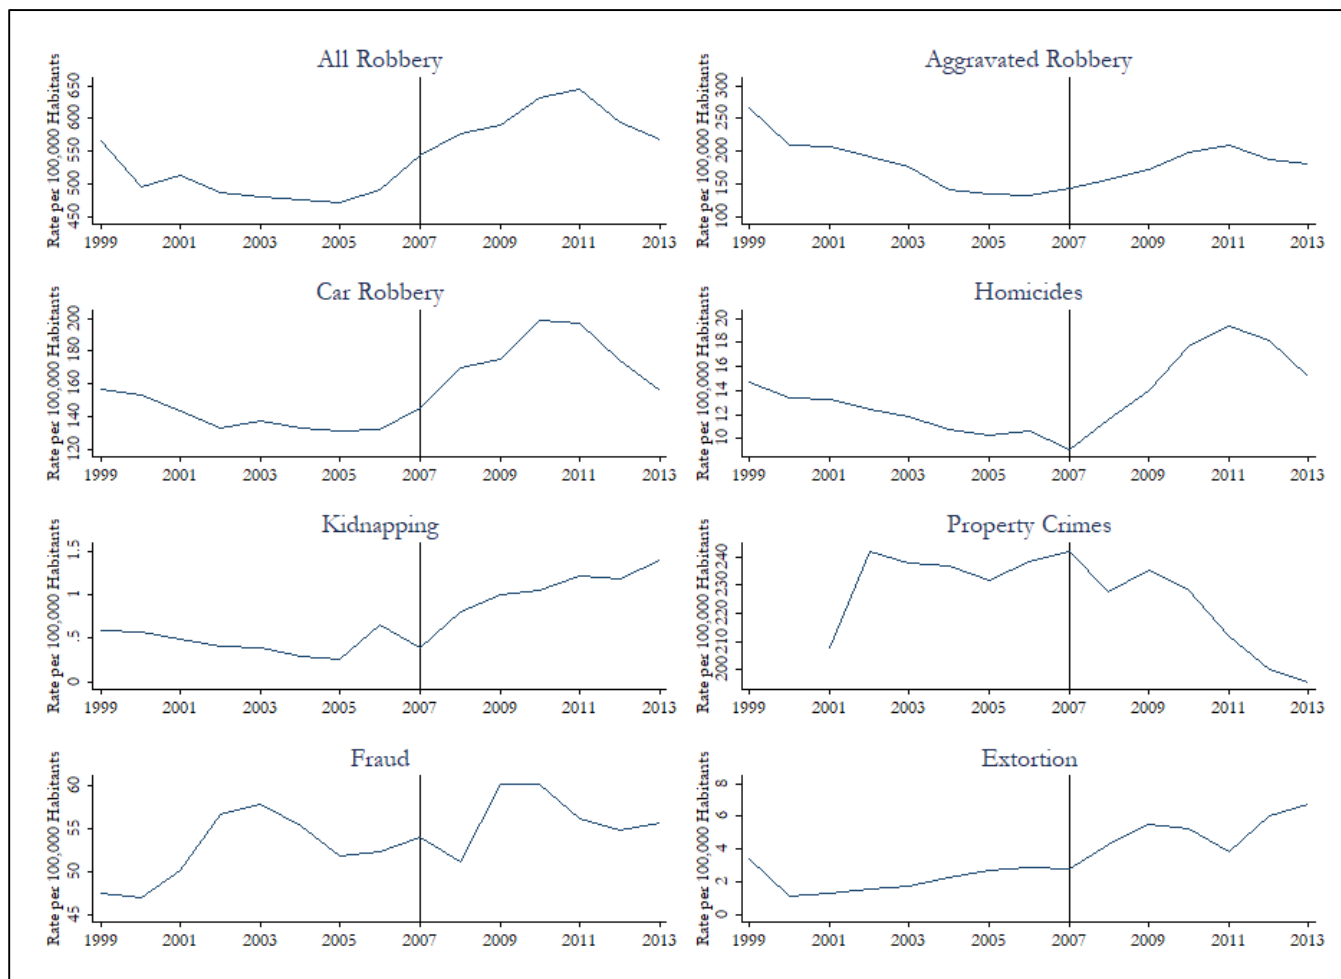 All Robbery
Rate per 100,000 Habitants
450 500 550 600 650
1999 2001 2003 2005 2007 2009 2011 2013
Aggravated Robbery
Rate per 100,000 Habitants
100 150 200 250 300
1999 2001 2003 2005 2007 2009 2011 2013
Car Robbery
Rate per 100,000 Habitants
120 140 160 180 200
1999 2001 2003 2005 2007 2009 2011 2013
Homicides
Rate per 100,000 Habitants
10 12 14 16 18 20
1999 2001 2003 2005 2007 2009 2011 2013
Kidnapping
Rate per 100,000 Habitants
0 .5 1 1.5
1999 2001 2003 2005 2007 2009 2011 2013
Property Crimes
Rate per 100,000 Habitants
200 210 220 230 240
1999 2001 2003 2005 2007 2009 2011 2013
Fraud
Rate per 100,000 Habitants
45 50 55 60
1999 2001 2003 2005 2007 2009 2011 2013
Extortion
Rate per 100,000 Habitants
0 2 4 6 8
1999 2001 2003 2005 2007 2009 2011 2013